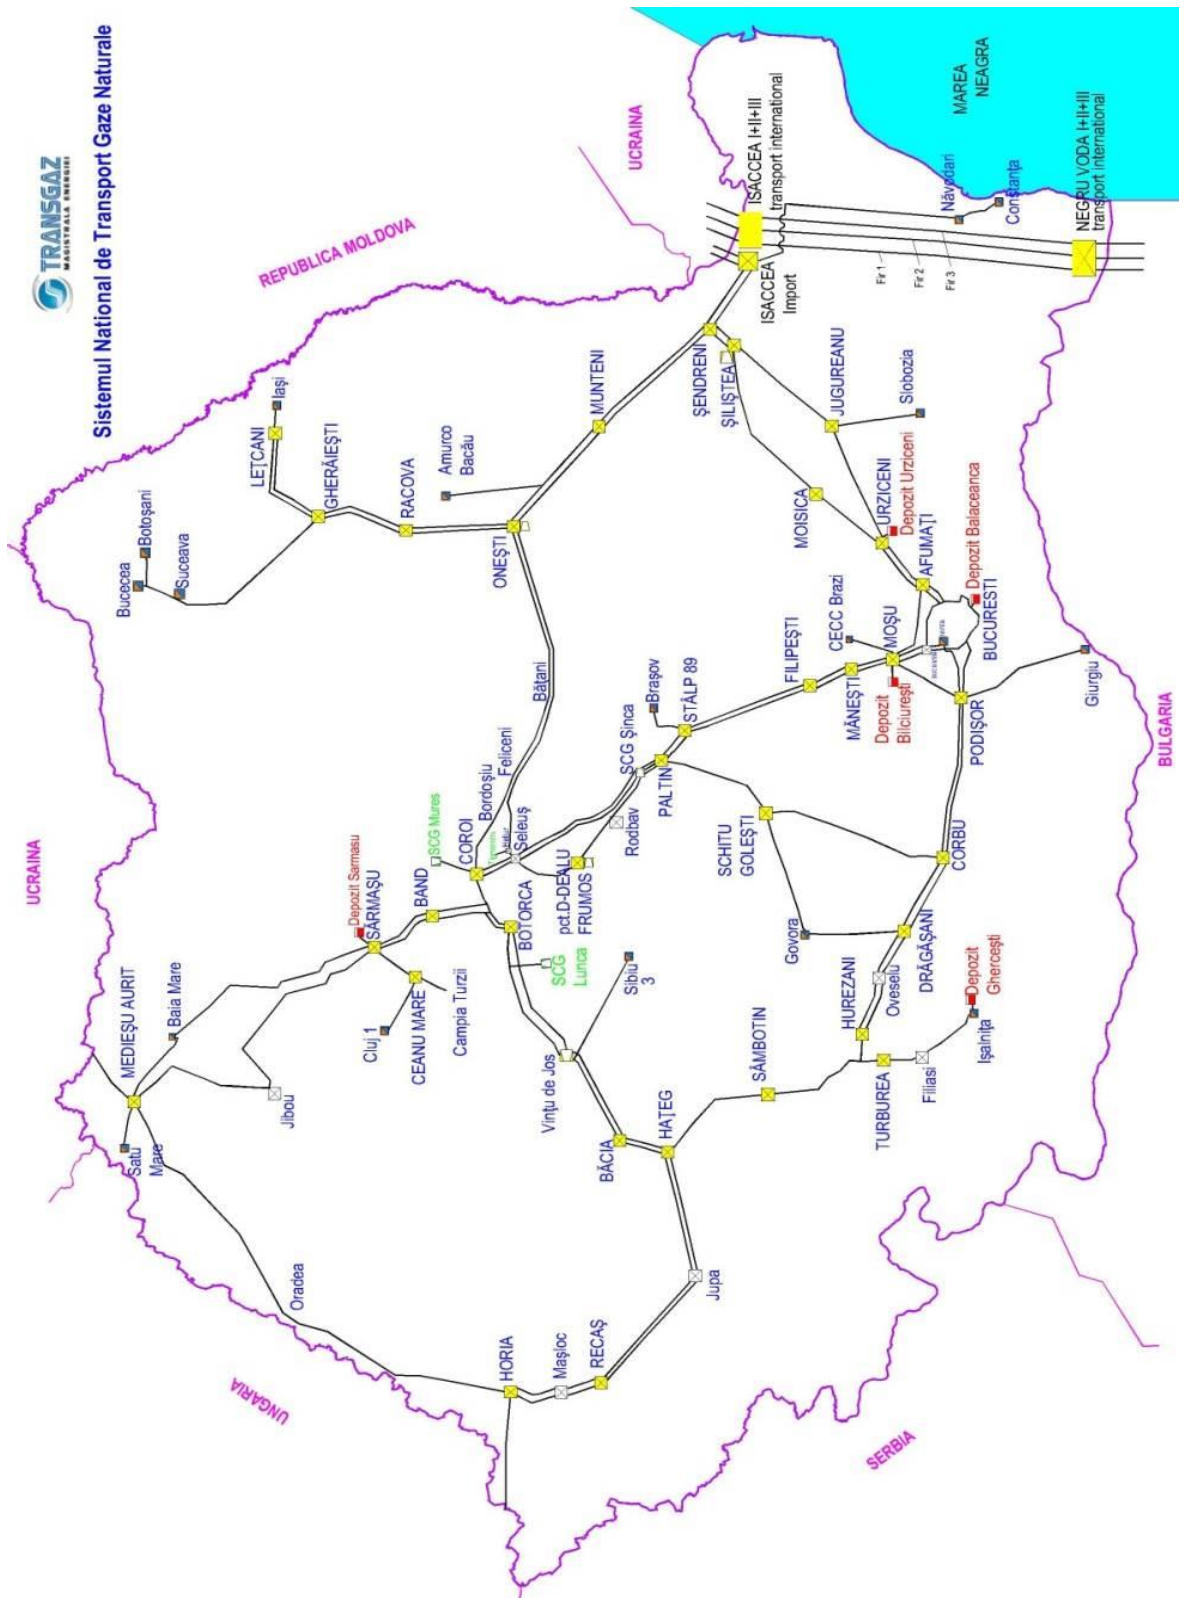 TRANSGAZ
MAGISTRALA ENERGIEI
Sistemul National de Transport Gaze Naturale
UCRAINA
REPUBLICA MOLDOVA
UCRAINA
UNGARIA
SERBIA
BULGARIA
MAREA
NEAGRA
ISACCEA I+II+III
transport international
ISACCEA
Import
NEGRU VODA I+II+III
transport international
Fir 1
Fir 2
Fir 3
Năvodari
Constanța
Bucecea
Botoșani
Suceava
LEȚCANI
Iași
GHERĂIEȘTI
RACOVA
Amurco
Bacău
ONEȘTI
MUNTENI
ȘENDRENI
ȘILIȘTEA
JUGUREANU
Slobozia
MOISICA
URZICENI
Depozit Urziceni
AFUMAȚI
Depozit Balaceanca
BUCURESTI
CECC Brazi
MOȘU
FILIPEȘTI
MĂNEȘTI
Depozit
Bilciurești
PODIȘOR
Giurgiu
Brașov
STÂLP 89
SCG Șinca
PALTIN
Rodbav
SCHITU
GOLEȘTI
CORBU
Govora
DRĂGĂȘANI
Oveselu
HUREZANI
TURBUREA
Filiasi
Ișalnița
Depozit
Ghercești
SÂMBOTIN
HAȚEG
BĂCIA
Vințu de Jos
Sibiu
3
SCG
Lunca
BOTORCA
pct.D-DEALU
FRUMOS
Seleuș
Bățani
Feliceni
Bordoșiu
COROI
SCG Mures
BAND
Depozit Sarmasu
SĂRMAȘU
CEANU MARE
Campia Turzii
Cluj 1
Baia Mare
MEDIEȘU AURIT
Satu
Mare
Jibou
Oradea
HORIA
Mașloc
RECAȘ
Jupa